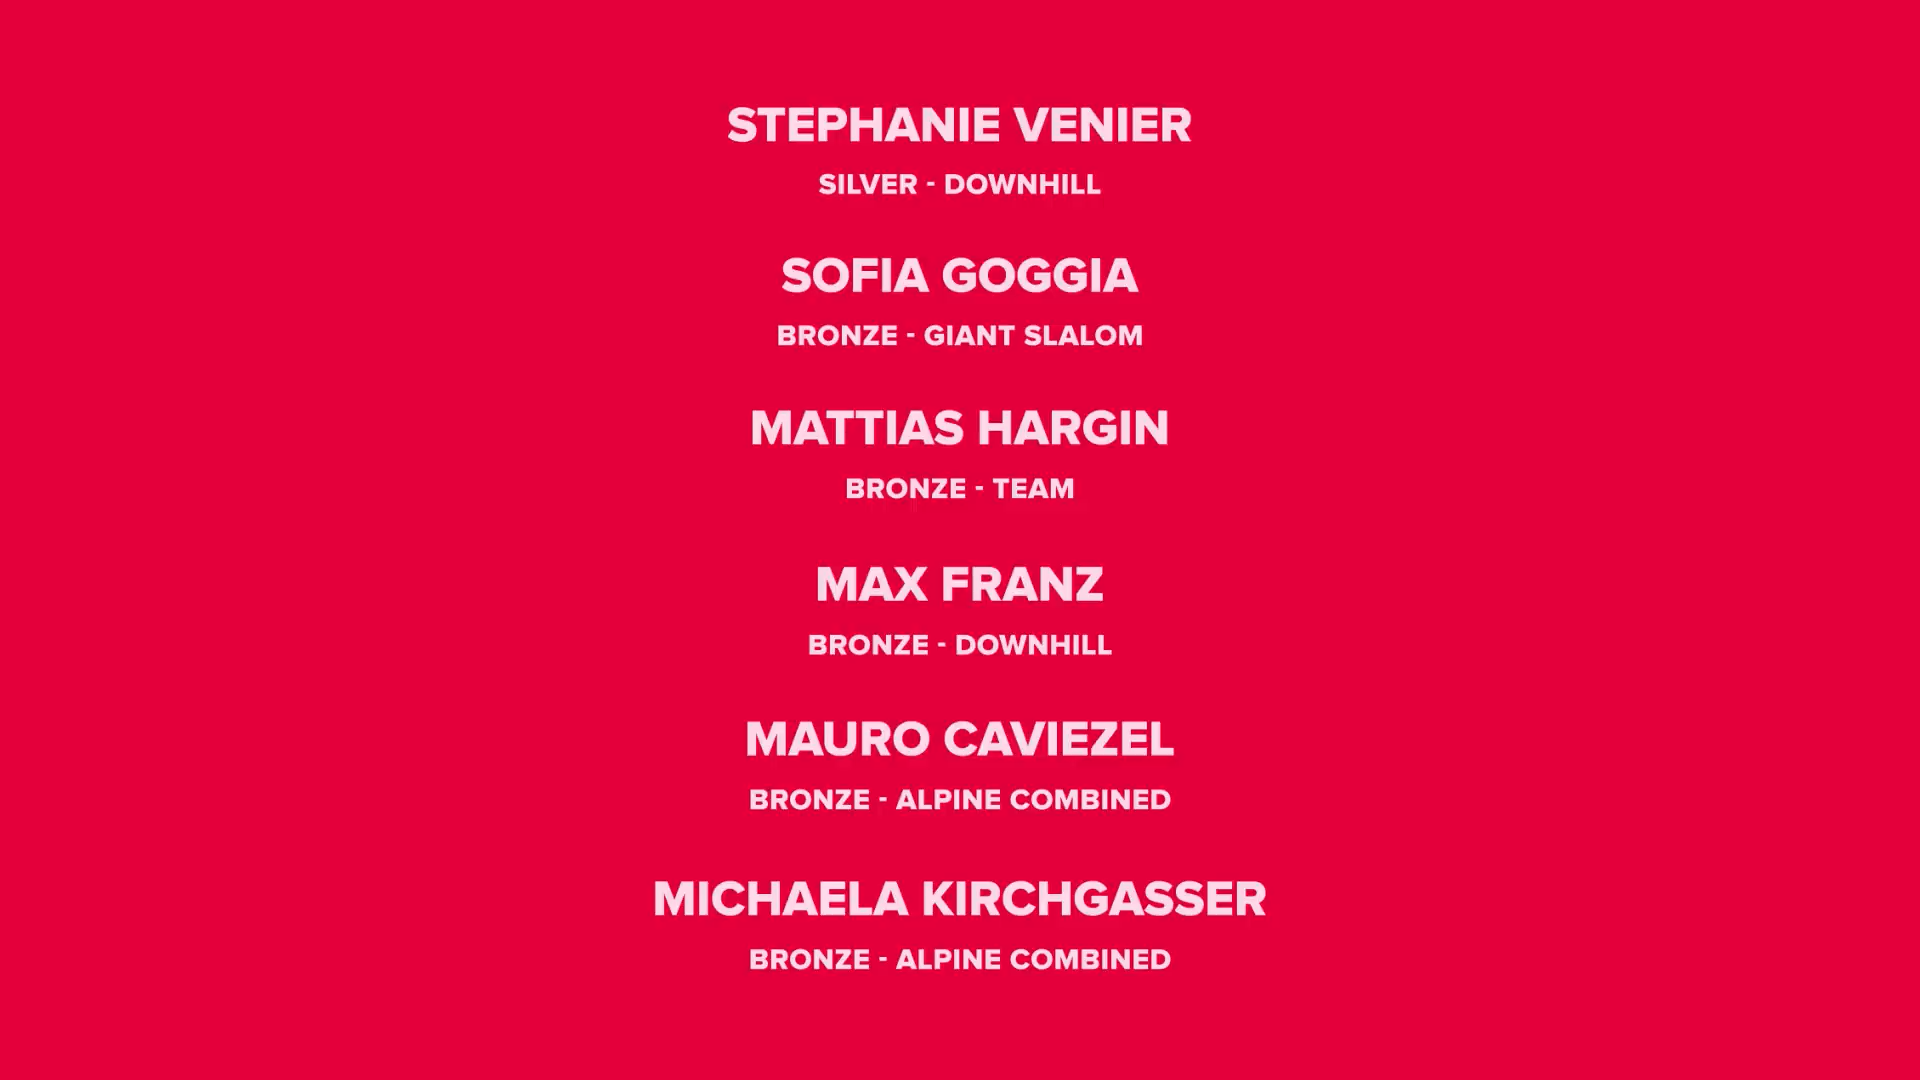 STEPHANIE VENIER
SILVER - DOWNHILL
SOFIA GOGGIA
BRONZE - GIANT SLALOM
MATTIAS HARGIN
BRONZE - TEAM
MAX FRANZ
BRONZE - DOWNHILL
MAURO CAVIEZEL
BRONZE - ALPINE COMBINED
MICHAELA KIRCHGASSER
BRONZE - ALPINE COMBINED